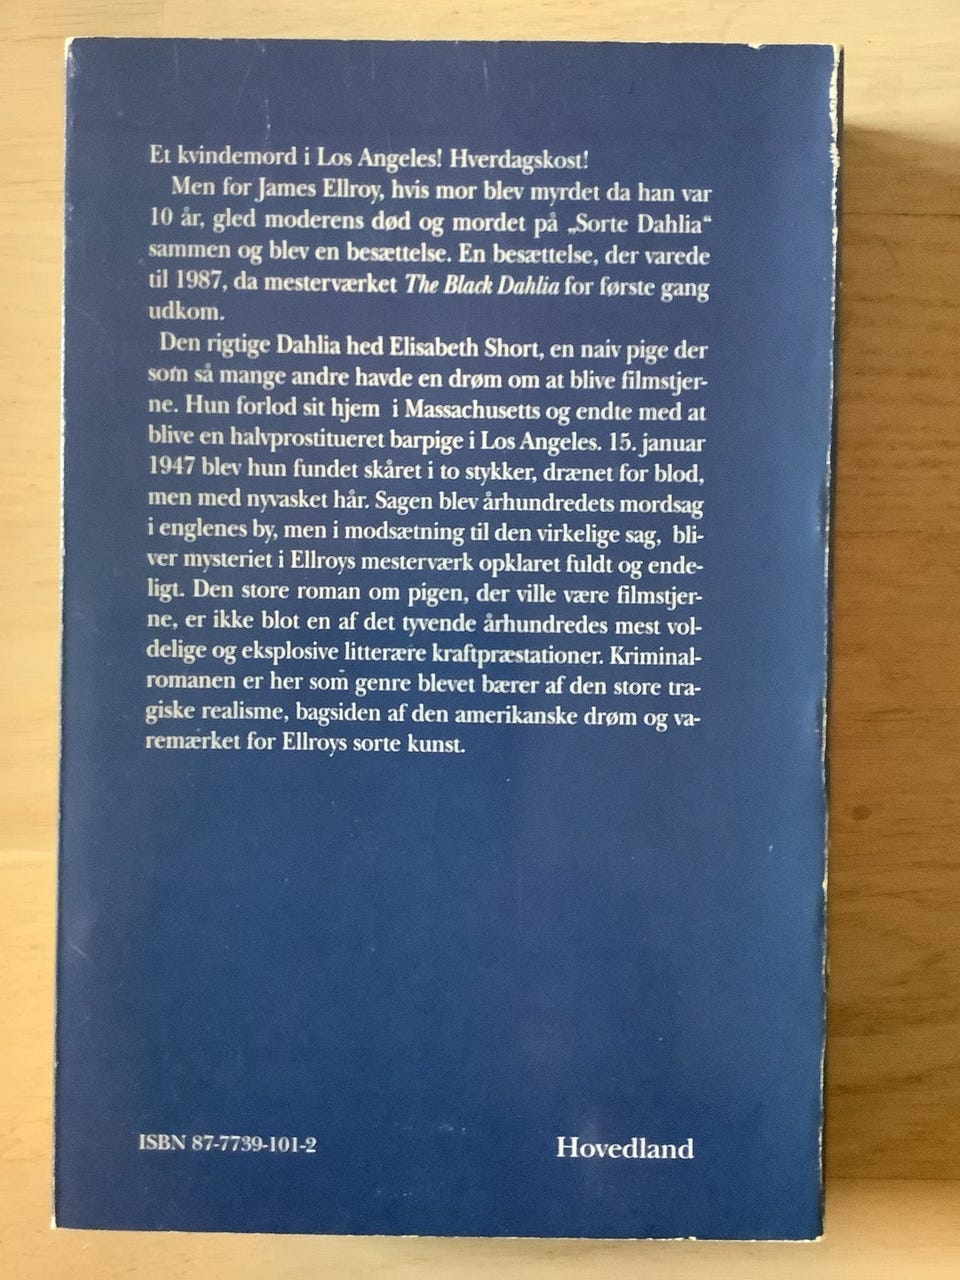 Et kvindemord i Los Angeles! Hverdagskost!
Men for James Ellroy, hvis mor blev myrdet da han var
10 år, gled moderens død og mordet på „Sorte Dahlia“
sammen og blev en besættelse. En besættelse, der varede
til 1987, da mesterværket The Black Dahlia for første gang
udkom.
Den rigtige Dahlia hed Elisabeth Short, en naiv pige der
som så mange andre havde en drøm om at blive filmstjer-
ne. Hun forlod sit hjem i Massachusetts og endte med at
blive en halvprostitueret barpige i Los Angeles. 15. januar
1947 blev hun fundet skåret i to stykker, drænet for blod,
men med nyvasket hår. Sagen blev århundredets mordsag
i englenes by, men i modsætning til den virkelige sag, bli-
ver mysteriet i Ellroys mesterværk opklaret fuldt og ende-
ligt. Den store roman om pigen, der ville være filmstjer-
ne, er ikke blot en af det tyvende århundredes mest vol-
delige og eksplosive litterære kraftpræstationer. Kriminal-
romanen er her som genre blevet bærer af den store tra-
giske realisme, bagsiden af den amerikanske drøm og va-
remærket for Ellroys sorte kunst.
ISBN 87-7739-101-2
Hovedland